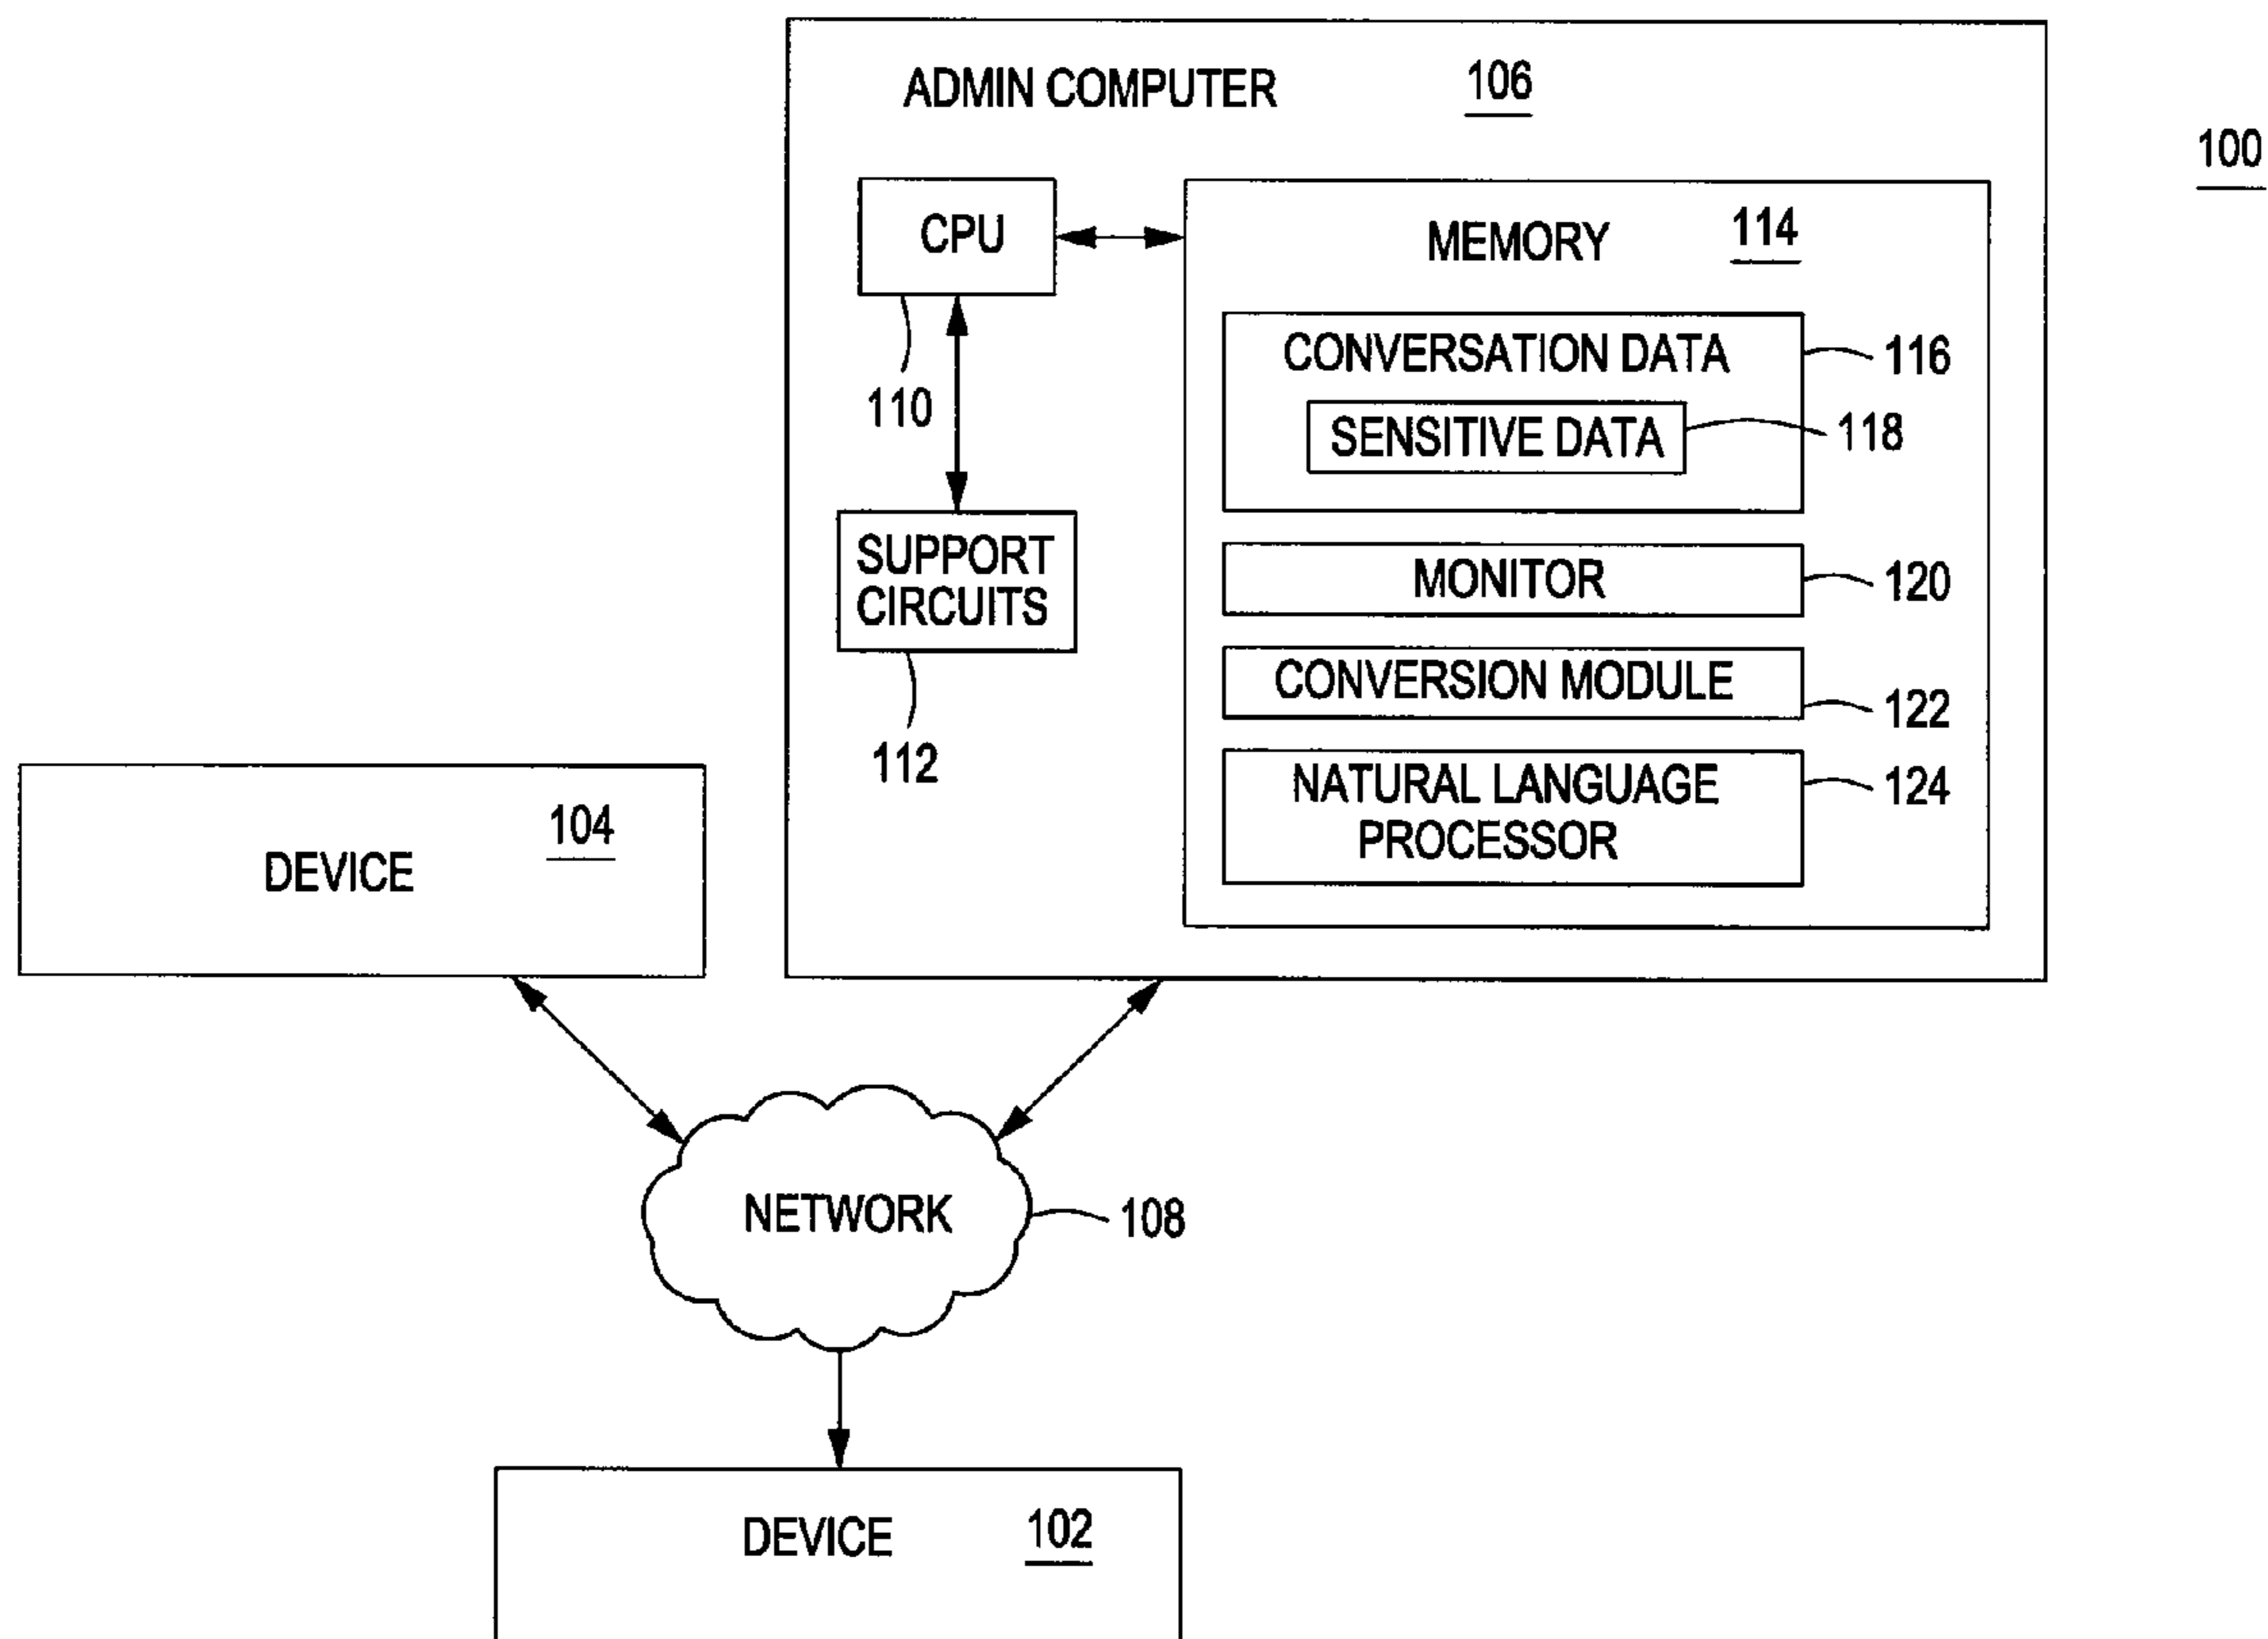 ADMIN COMPUTER 106
100
CPU
MEMORY 114
110
CONVERSATION DATA 116
SENSITIVE DATA 118
SUPPORT
CIRCUITS
112
MONITOR 120
CONVERSION MODULE 122
NATURAL LANGUAGE
PROCESSOR
124
DEVICE 104
NETWORK 108
DEVICE 102